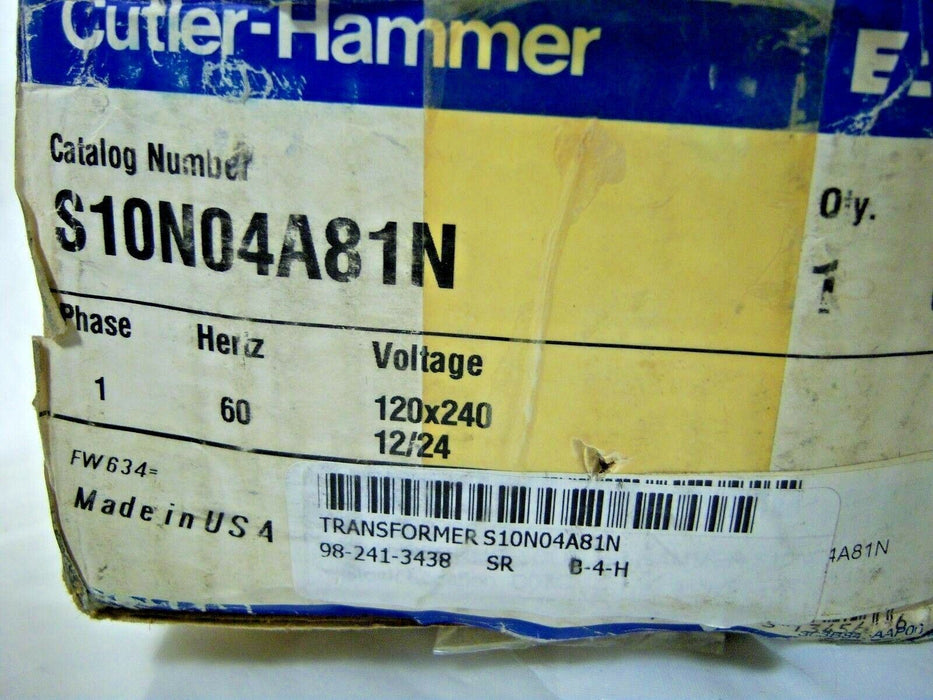 Cutler-Hammer
Catalog Number
S10N04A81N
Qty.
1
Phase Hertz Voltage
1 60 120x240
12/24
FW634=
Made in USA
TRANSFORMER S10N04A81N
98-241-3438 SR B-4-H
4A81N